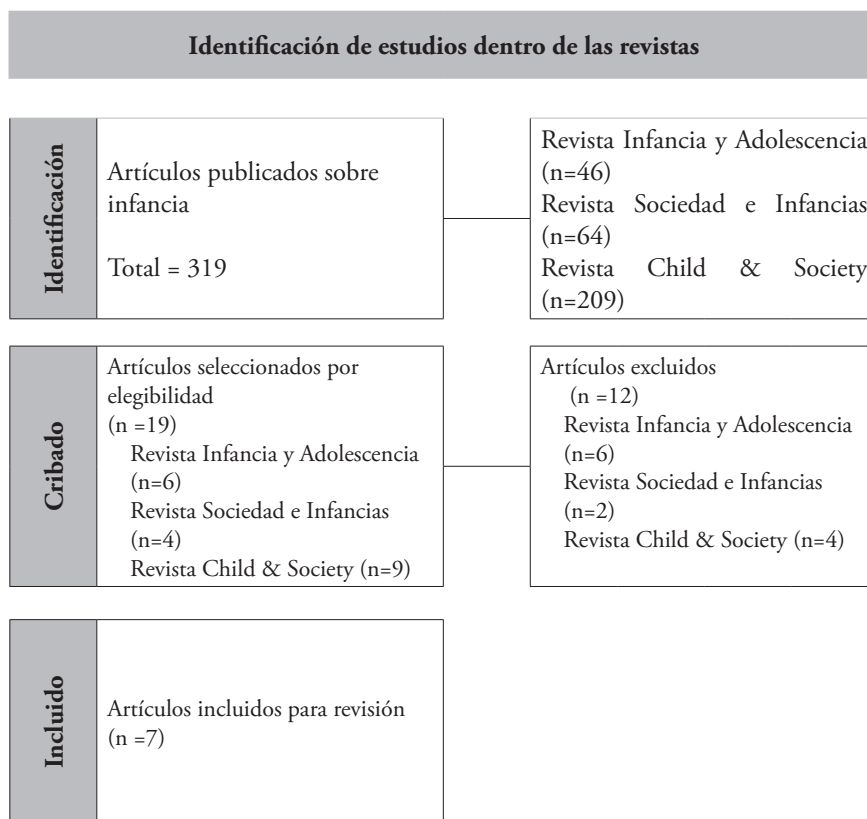 Identificación de estudios dentro de las revistas
Identificación
Artículos publicados sobre
infancia
Total = 319
Revista Infancia y Adolescencia
(n=46)
Revista Sociedad e Infancias
(n=64)
Revista Child & Society
(n=209)
Cribado
Artículos seleccionados por
elegibilidad
(n =19)
Revista Infancia y Adolescencia
(n=6)
Revista Sociedad e Infancias
(n=4)
Revista Child & Society (n=9)
Artículos excluidos
(n =12)
Revista Infancia y Adolescencia
(n=6)
Revista Sociedad e Infancias
(n=2)
Revista Child & Society (n=4)
Incluido
Artículos incluidos para revisión
(n =7)